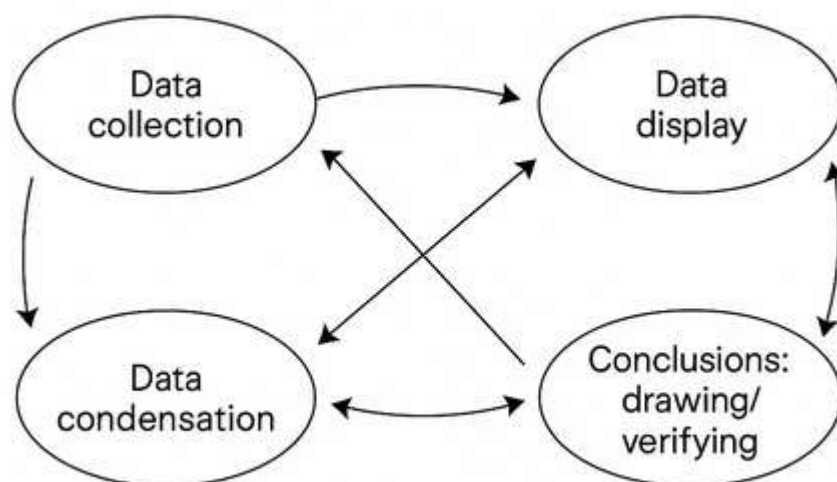 Data
collection
Data
display
Data
condensation
Conclusions:
drawing/
verifying